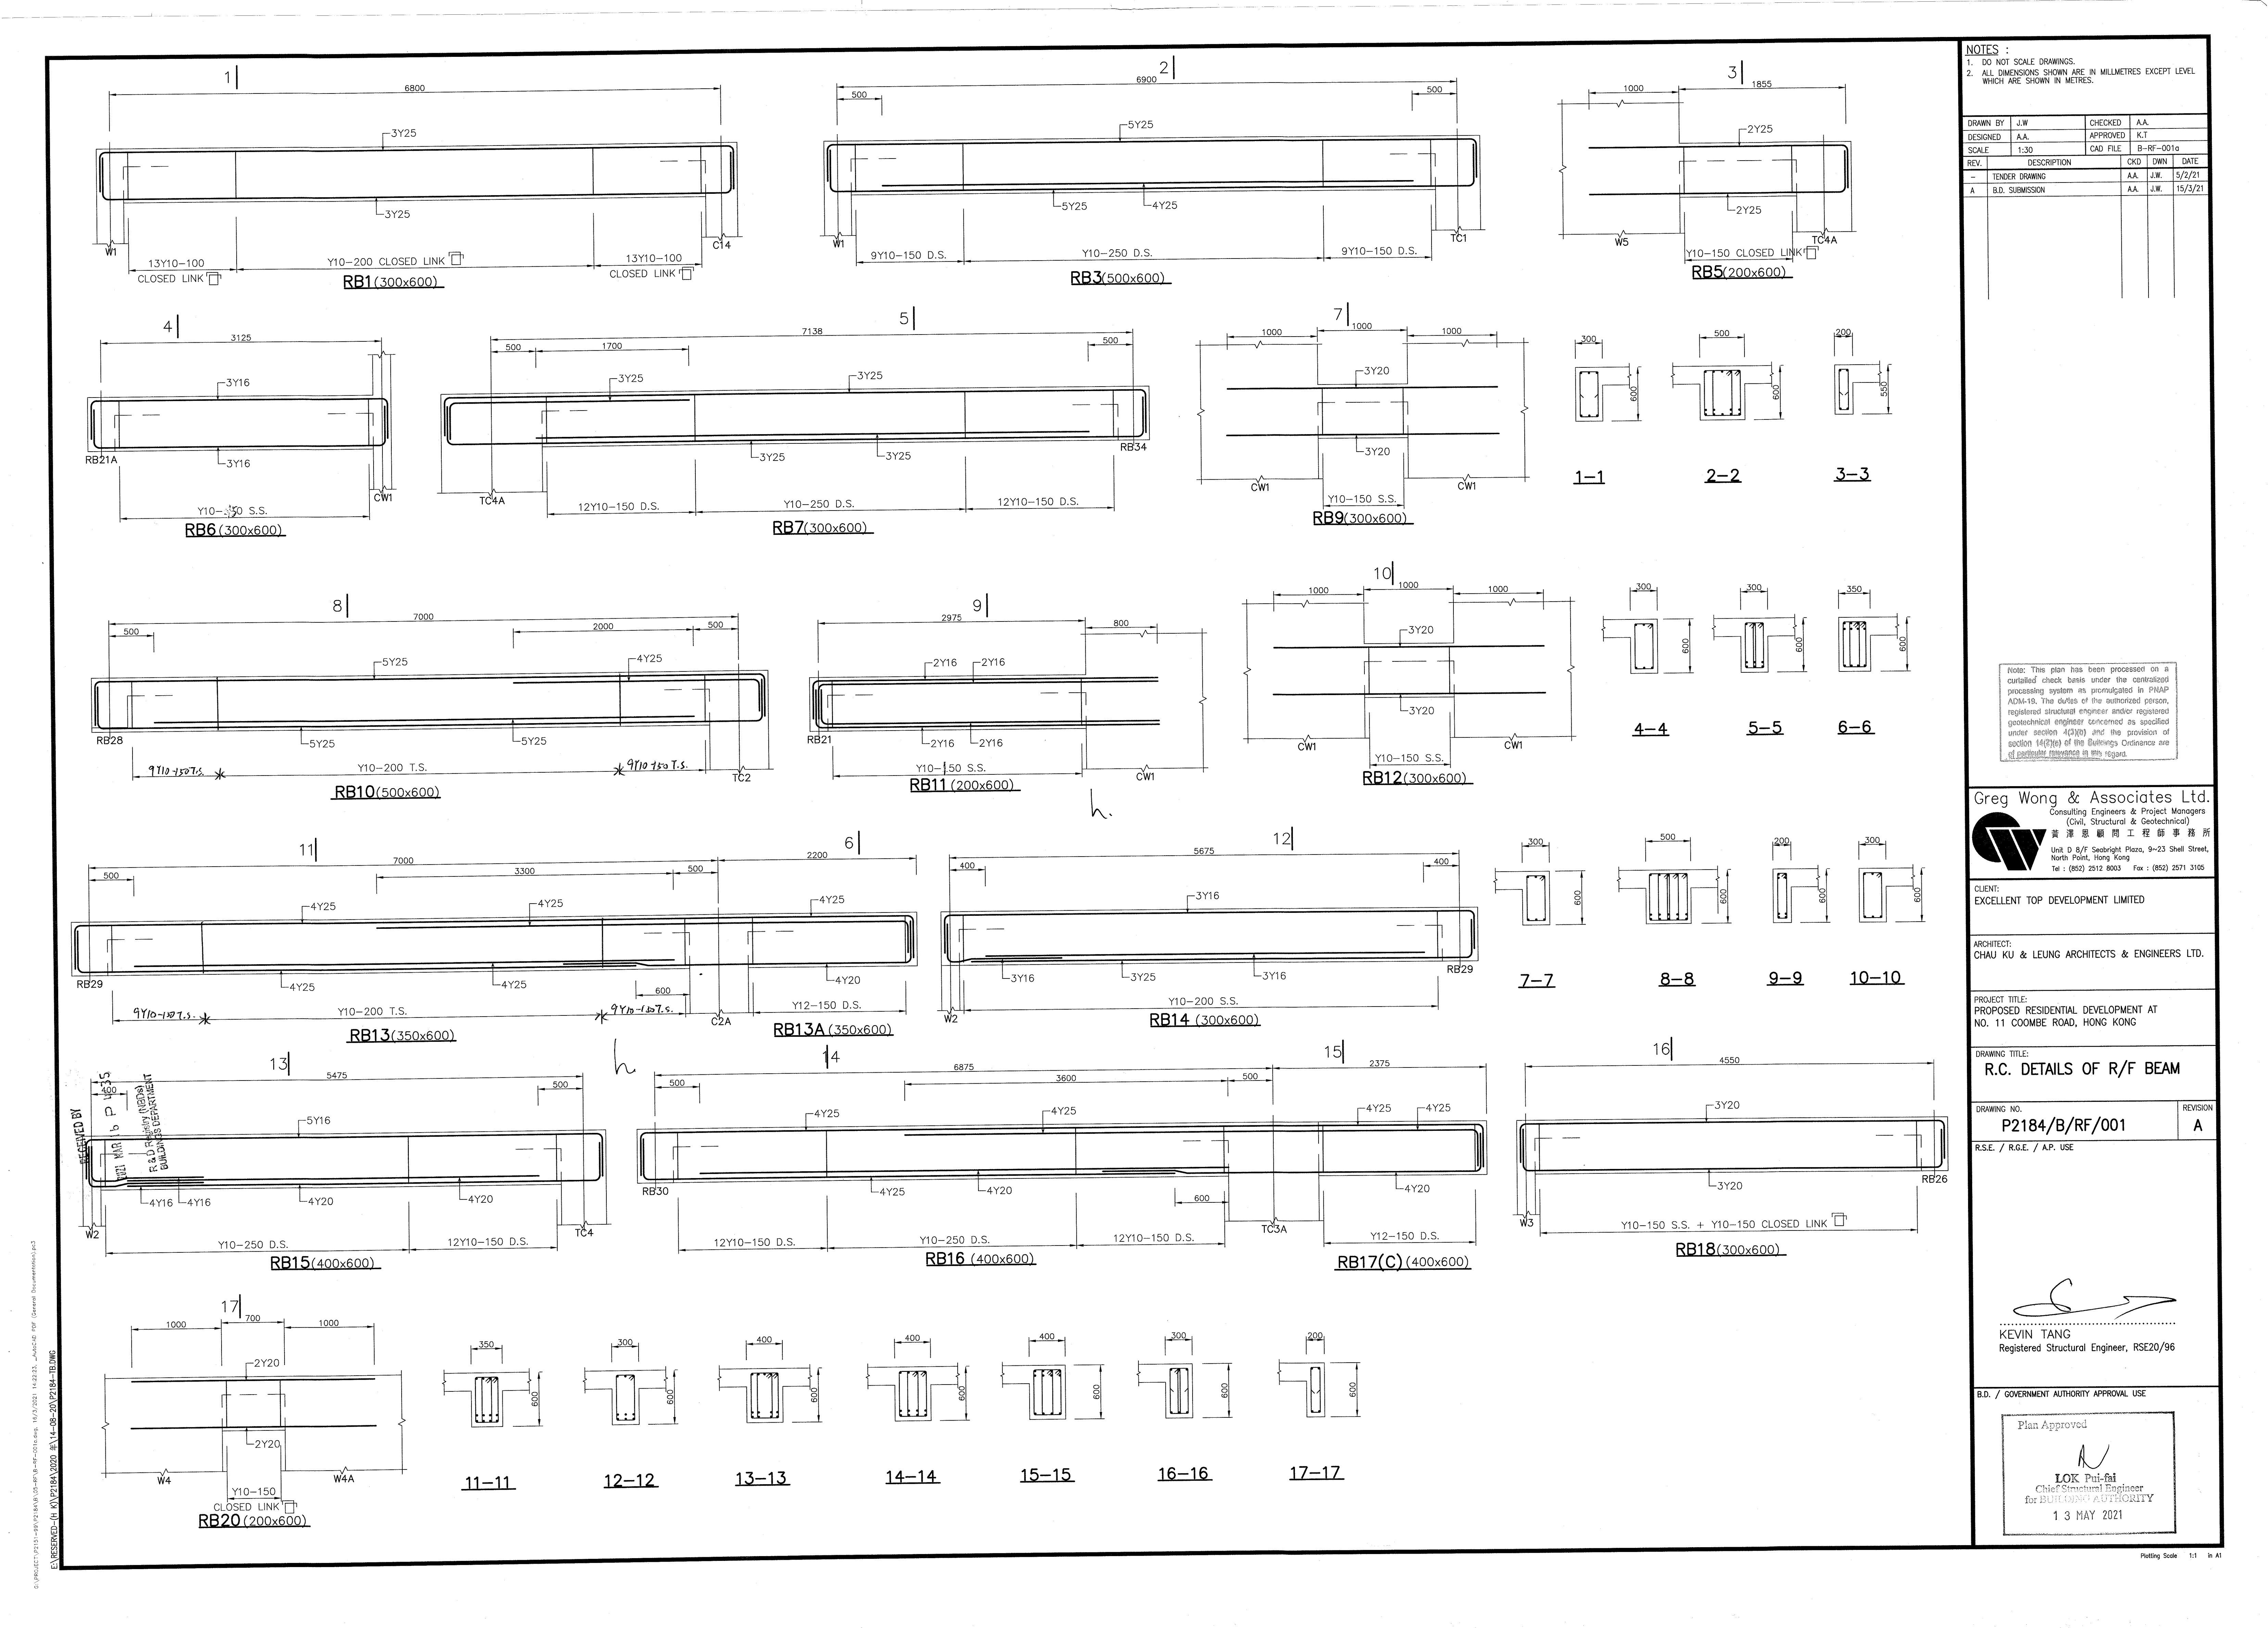 1
6800
3Y25
3Y25
W1
C14
13Y10-100
CLOSED LINK
Y10-200 CLOSED LINK
13Y10-100
CLOSED LINK
RB1(300x600)
2
6900
500
500
5Y25
5Y25
4Y25
W1
TC1
9Y10-150 D.S.
Y10-250 D.S.
9Y10-150 D.S.
RB3(500x600)
3
1000
1855
2Y25
2Y25
W5
TC4A
Y10-150 CLOSED LINK
RB5(200x600)
4
3125
3Y16
3Y16
RB21A
CW1
S.S.
RB6(300x600)
5
7138
500
1700
500
3Y25
3Y25
3Y25
3Y25
TC4A
RB34
12Y10-150 D.S.
Y10-250 D.S.
12Y10-150 D.S.
RB7(300x600)
7
1000
1000
1000
3Y20
3Y20
CW1
CW1
Y10-150 S.S.
RB9(300x600)
300
600
1-1
500
600
2-2
200
550
3-3
8
7000
500
2000
500
5Y25
4Y25
5Y25
5Y25
RB28
TC2
9Y10-150T.S.
Y10-200 T.S.
9Y10-150T.S.
RB10(500x600)
9
2975
800
2Y16
2Y16
2Y16
2Y16
RB21
CW1
Y10-150 S.S.
RB11(200x600)
h.
10
1000
1000
1000
3Y20
3Y20
CW1
CW1
Y10-150 S.S.
RB12(300x600)
300
600
4-4
300
600
5-5
350
600
6-6
11
7000
500
3300
500
4Y25
4Y25
4Y25
4Y25
RB29
600
C2A
9Y10-150T.S.
Y10-200 T.S.
9Y10-150T.S.
RB13(350x600)
6
2200
4Y25
4Y20
Y12-150 D.S.
RB13A(350x600)
h
12
5675
400
400
3Y16
3Y16
3Y25
3Y16
W2
RB29
Y10-200 S.S.
RB14(300x600)
300
600
7-7
500
600
8-8
200
600
9-9
300
600
10-10
13
5475
400
500
5Y16
4Y16
4Y16
4Y20
4Y20
W2
TC4
Y10-250 D.S.
12Y10-150 D.S.
RB15(400x600)
RECEIVED BY
R & D Registry (NBDs)
BUILDINGS DEPARTMENT
14
6875
500
3600
500
4Y25
4Y25
4Y25
4Y20
RB30
600
TC3A
12Y10-150 D.S.
Y10-250 D.S.
12Y10-150 D.S.
RB16(400x600)
15
2375
4Y25
4Y25
4Y20
Y12-150 D.S.
RB17(C)(400x600)
16
4550
3Y20
3Y20
W3
RB26
Y10-150 S.S. + Y10-150 CLOSED LINK
RB18(300x600)
17
1000
700
1000
2Y20
2Y20
W4
W4A
Y10-150
CLOSED LINK
RB20(200x600)
350
600
11-11
300
600
12-12
400
600
13-13
400
600
14-14
400
600
15-15
300
600
16-16
200
600
17-17
E:\RESERVED-(H K)\P2184\2020 年\14-08-20\P2184-TB.DWG
NOTES :
1. DO NOT SCALE DRAWINGS.
2. ALL DIMENSIONS SHOWN ARE IN MILLMETRES EXCEPT LEVEL
WHICH ARE SHOWN IN METRES.
DRAWN BY J.W CHECKED A.A.
DESIGNED A.A. APPROVED K.T
SCALE 1:30 CAD FILE B-RF-001a
REV. DESCRIPTION CKD DWN DATE
- TENDER DRAWING A.A. J.W. 5/2/21
A B.D. SUBMISSION A.A. J.W. 15/3/21
Note: This plan has been processed on a
curtailed check basis under the centralized
processing system as promulgated in PNAP
ADM-19. The duties of the authorized person,
registered structural engineer and/or registered
geotechnical engineer concerned as specified
under section 4(3)(b) and the provision of
section 14(2)(e) of the Buildings Ordinance are
of particular relevance in this regard.
Greg Wong & Associates Ltd.
Consulting Engineers & Project Managers
(Civil, Structural & Geotechnical)
黃澤恩顧問工程師事務所
Unit D 8/F Seabright Plaza, 9-23 Shell Street,
North Point, Hong Kong
Tel : (852) 2512 8003 Fax : (852) 2571 3105
CLIENT:
EXCELLENT TOP DEVELOPMENT LIMITED
ARCHITECT:
CHAU KU & LEUNG ARCHITECTS & ENGINEERS LTD.
PROJECT TITLE:
PROPOSED RESIDENTIAL DEVELOPMENT AT
NO. 11 COOMBE ROAD, HONG KONG
DRAWING TITLE:
R.C. DETAILS OF R/F BEAM
DRAWING NO.
P2184/B/RF/001
REVISION
A
R.S.E. / R.G.E. / A.P. USE
KEVIN TANG
Registered Structural Engineer, RSE20/96
B.D. / GOVERNMENT AUTHORITY APPROVAL USE
Plan Approved
LOK Pui-fai
Chief Structural Engineer
for BUILDING AUTHORITY
13 MAY 2021
Plotting Scale 1:1 in A1